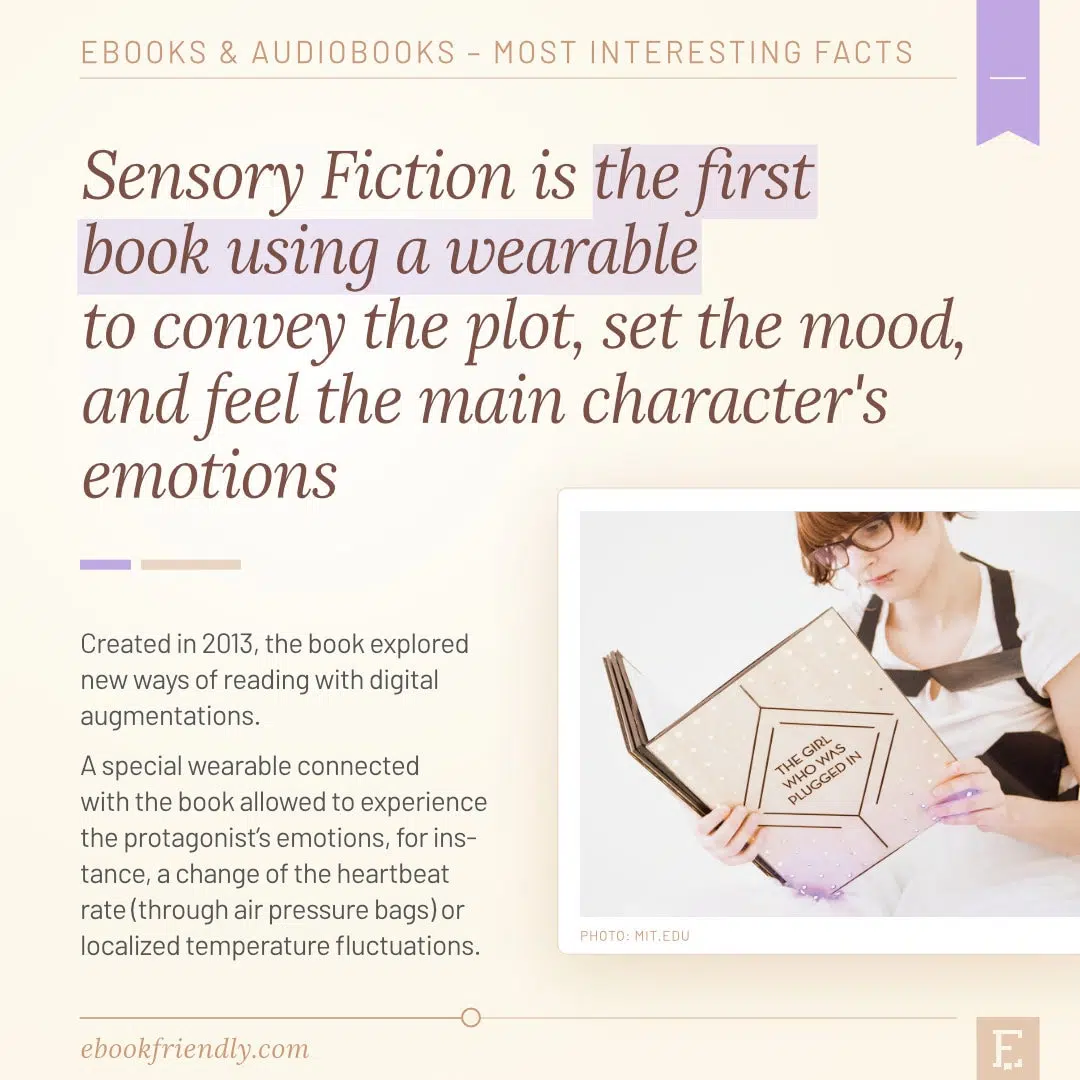 EBOOKS & AUDIOBOOKS – MOST INTERESTING FACTS
Sensory Fiction is the first
book using a wearable
to convey the plot, set the mood,
and feel the main character's
emotions
Created in 2013, the book explored
new ways of reading with digital
augmentations.
A special wearable connected
with the book allowed to experience
the protagonist’s emotions, for ins-
tance, a change of the heartbeat
rate (through air pressure bags) or
localized temperature fluctuations.
THE GIRL
WHO WAS
PLUGGED IN
PHOTO: MIT.EDU
ebookfriendly.com
E